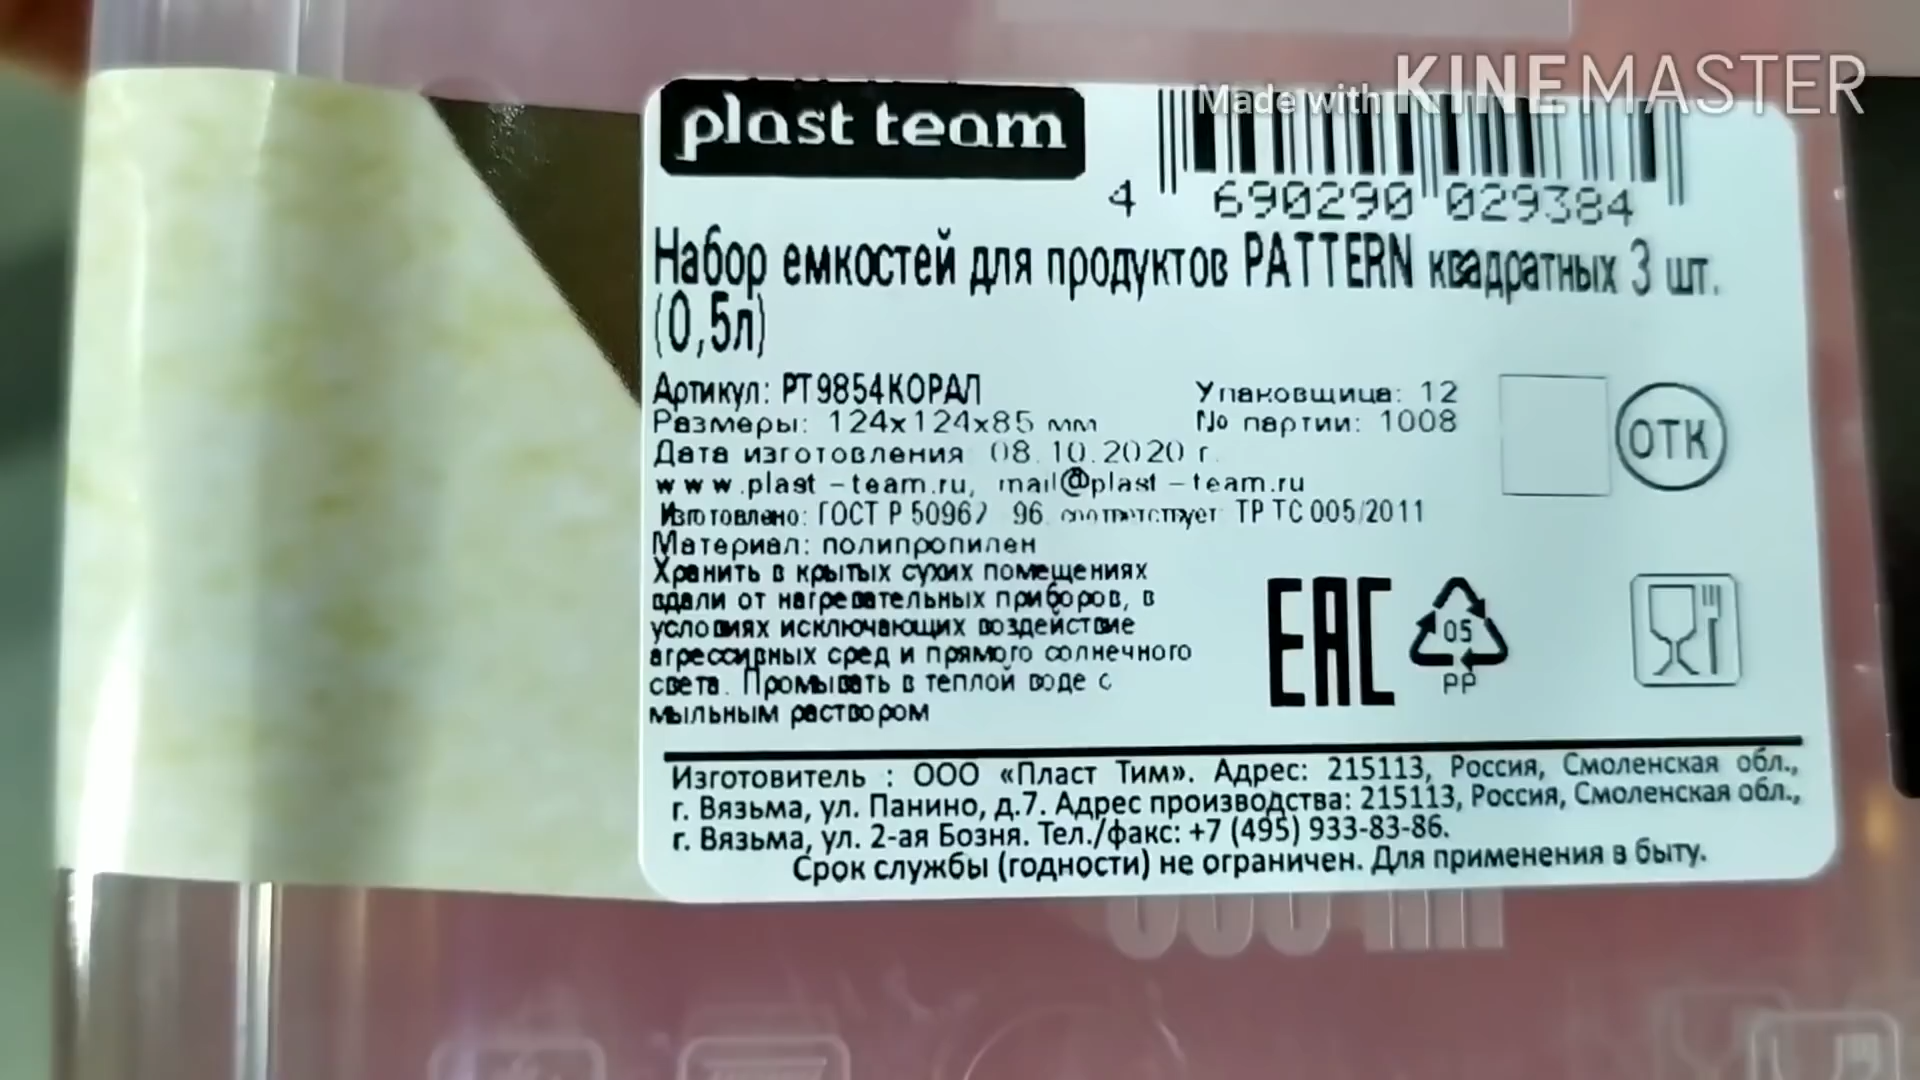 Made with KINEMASTER
plast team
4 690290 029384
Набор емкостей для продуктов PATTERN квадратных 3 шт.
(0,5л)
Артикул: PT9854КОРАЛ
Упаковщица: 12
Размеры: 124x124x85 мм
№ партии: 1008
Дата изготовления 08.10.2020 г.
ОТК
www.plast-team.ru, mail@plast-team.ru
Изготовлено: ГОСТ Р 50962 96 соответствует ТР ТС 005/2011
Материал: полипропилен
Хранить в крытых сухих помещениях
вдали от нагревательных приборов, в
условиях исключающих воздействие
агрессивных сред и прямого солнечного
света. Промывать в теплой воде с
мыльным раствором
EAC
05
PP
Изготовитель : ООО «Пласт Тим». Адрес: 215113, Россия, Смоленская обл.,
г. Вязьма, ул. Панино, д.7. Адрес производства: 215113, Россия, Смоленская обл.,
г. Вязьма, ул. 2-ая Бозня. Тел./факс: +7 (495) 933-83-86.
Срок службы (годности) не ограничен. Для применения в быту.